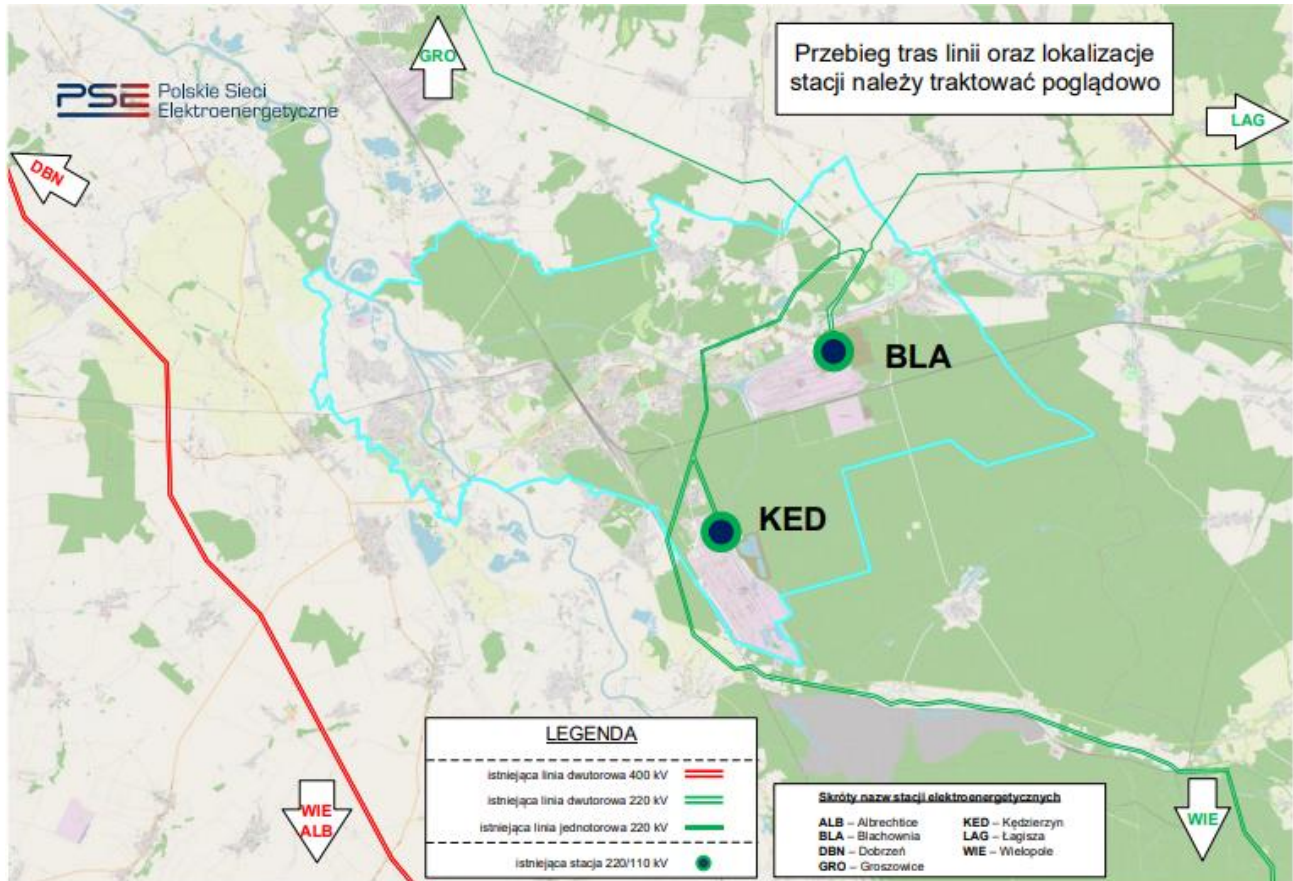 GRO
Przebieg tras linii oraz lokalizacje
stacji należy traktować poglądowo
PSE Polskie Sieci
Elektroenergetyczne
LAG
DBN
BLA
KED
WIE
ALB
LEGENDA
istniejąca linia dwutorowa 400 kV
istniejąca linia dwutorowa 220 kV
istniejąca linia jednotorowa 220 kV
istniejąca stacja 220/110 kV
Skróty nazw stacji elektroenergetycznych
ALB – Albrechtice KED – Kędzierzyn
BLA – Blachownia LAG – Łagisza
DBN – Dobrzeń WIE – Wielopole
GRO – Groszowice
WIE